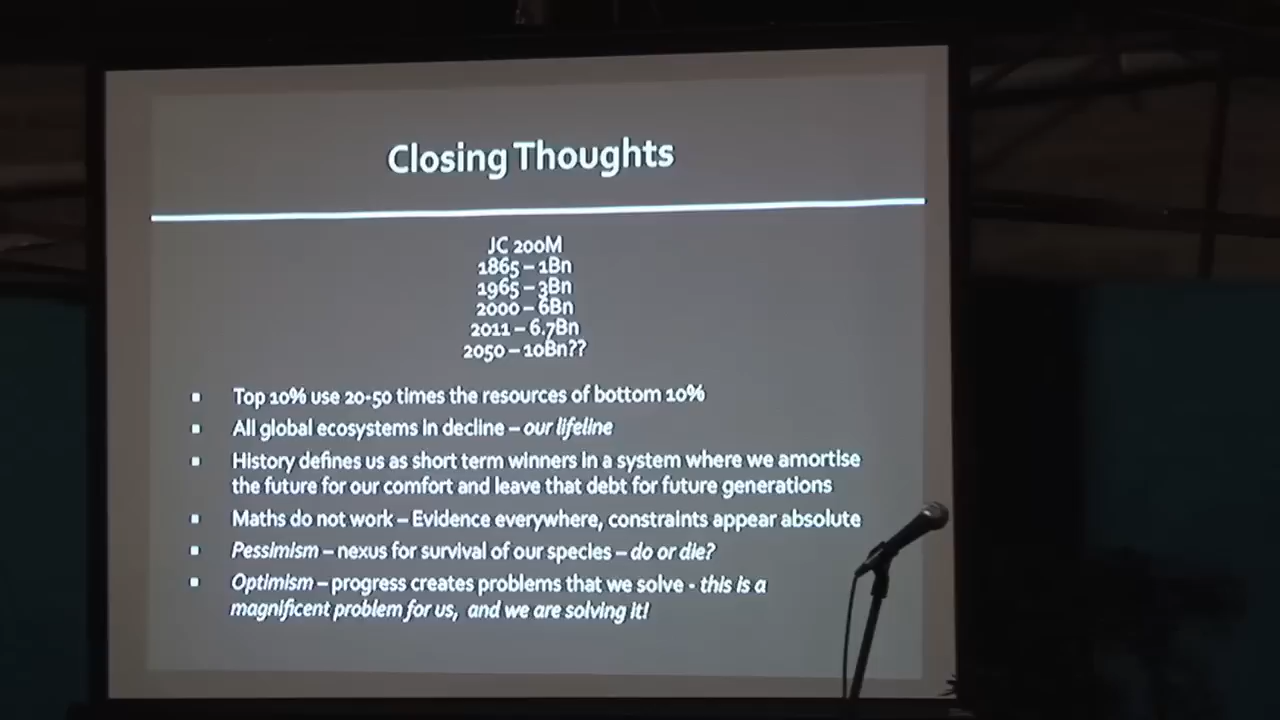 Closing Thoughts
JC 200M
1865 – 1Bn
1965 – 3Bn
2000 – 6Bn
2011 – 6.7Bn
2050 – 10Bn??
▪ Top 10% use 20-50 times the resources of bottom 10%
▪ All global ecosystems in decline – our lifeline
▪ History defines us as short term winners in a system where we amortise
the future for our comfort and leave that debt for future generations
▪ Maths do not work – Evidence everywhere, constraints appear absolute
▪ Pessimism – nexus for survival of our species – do or die?
▪ Optimism – progress creates problems that we solve - this is a
magnificent problem for us, and we are solving it!